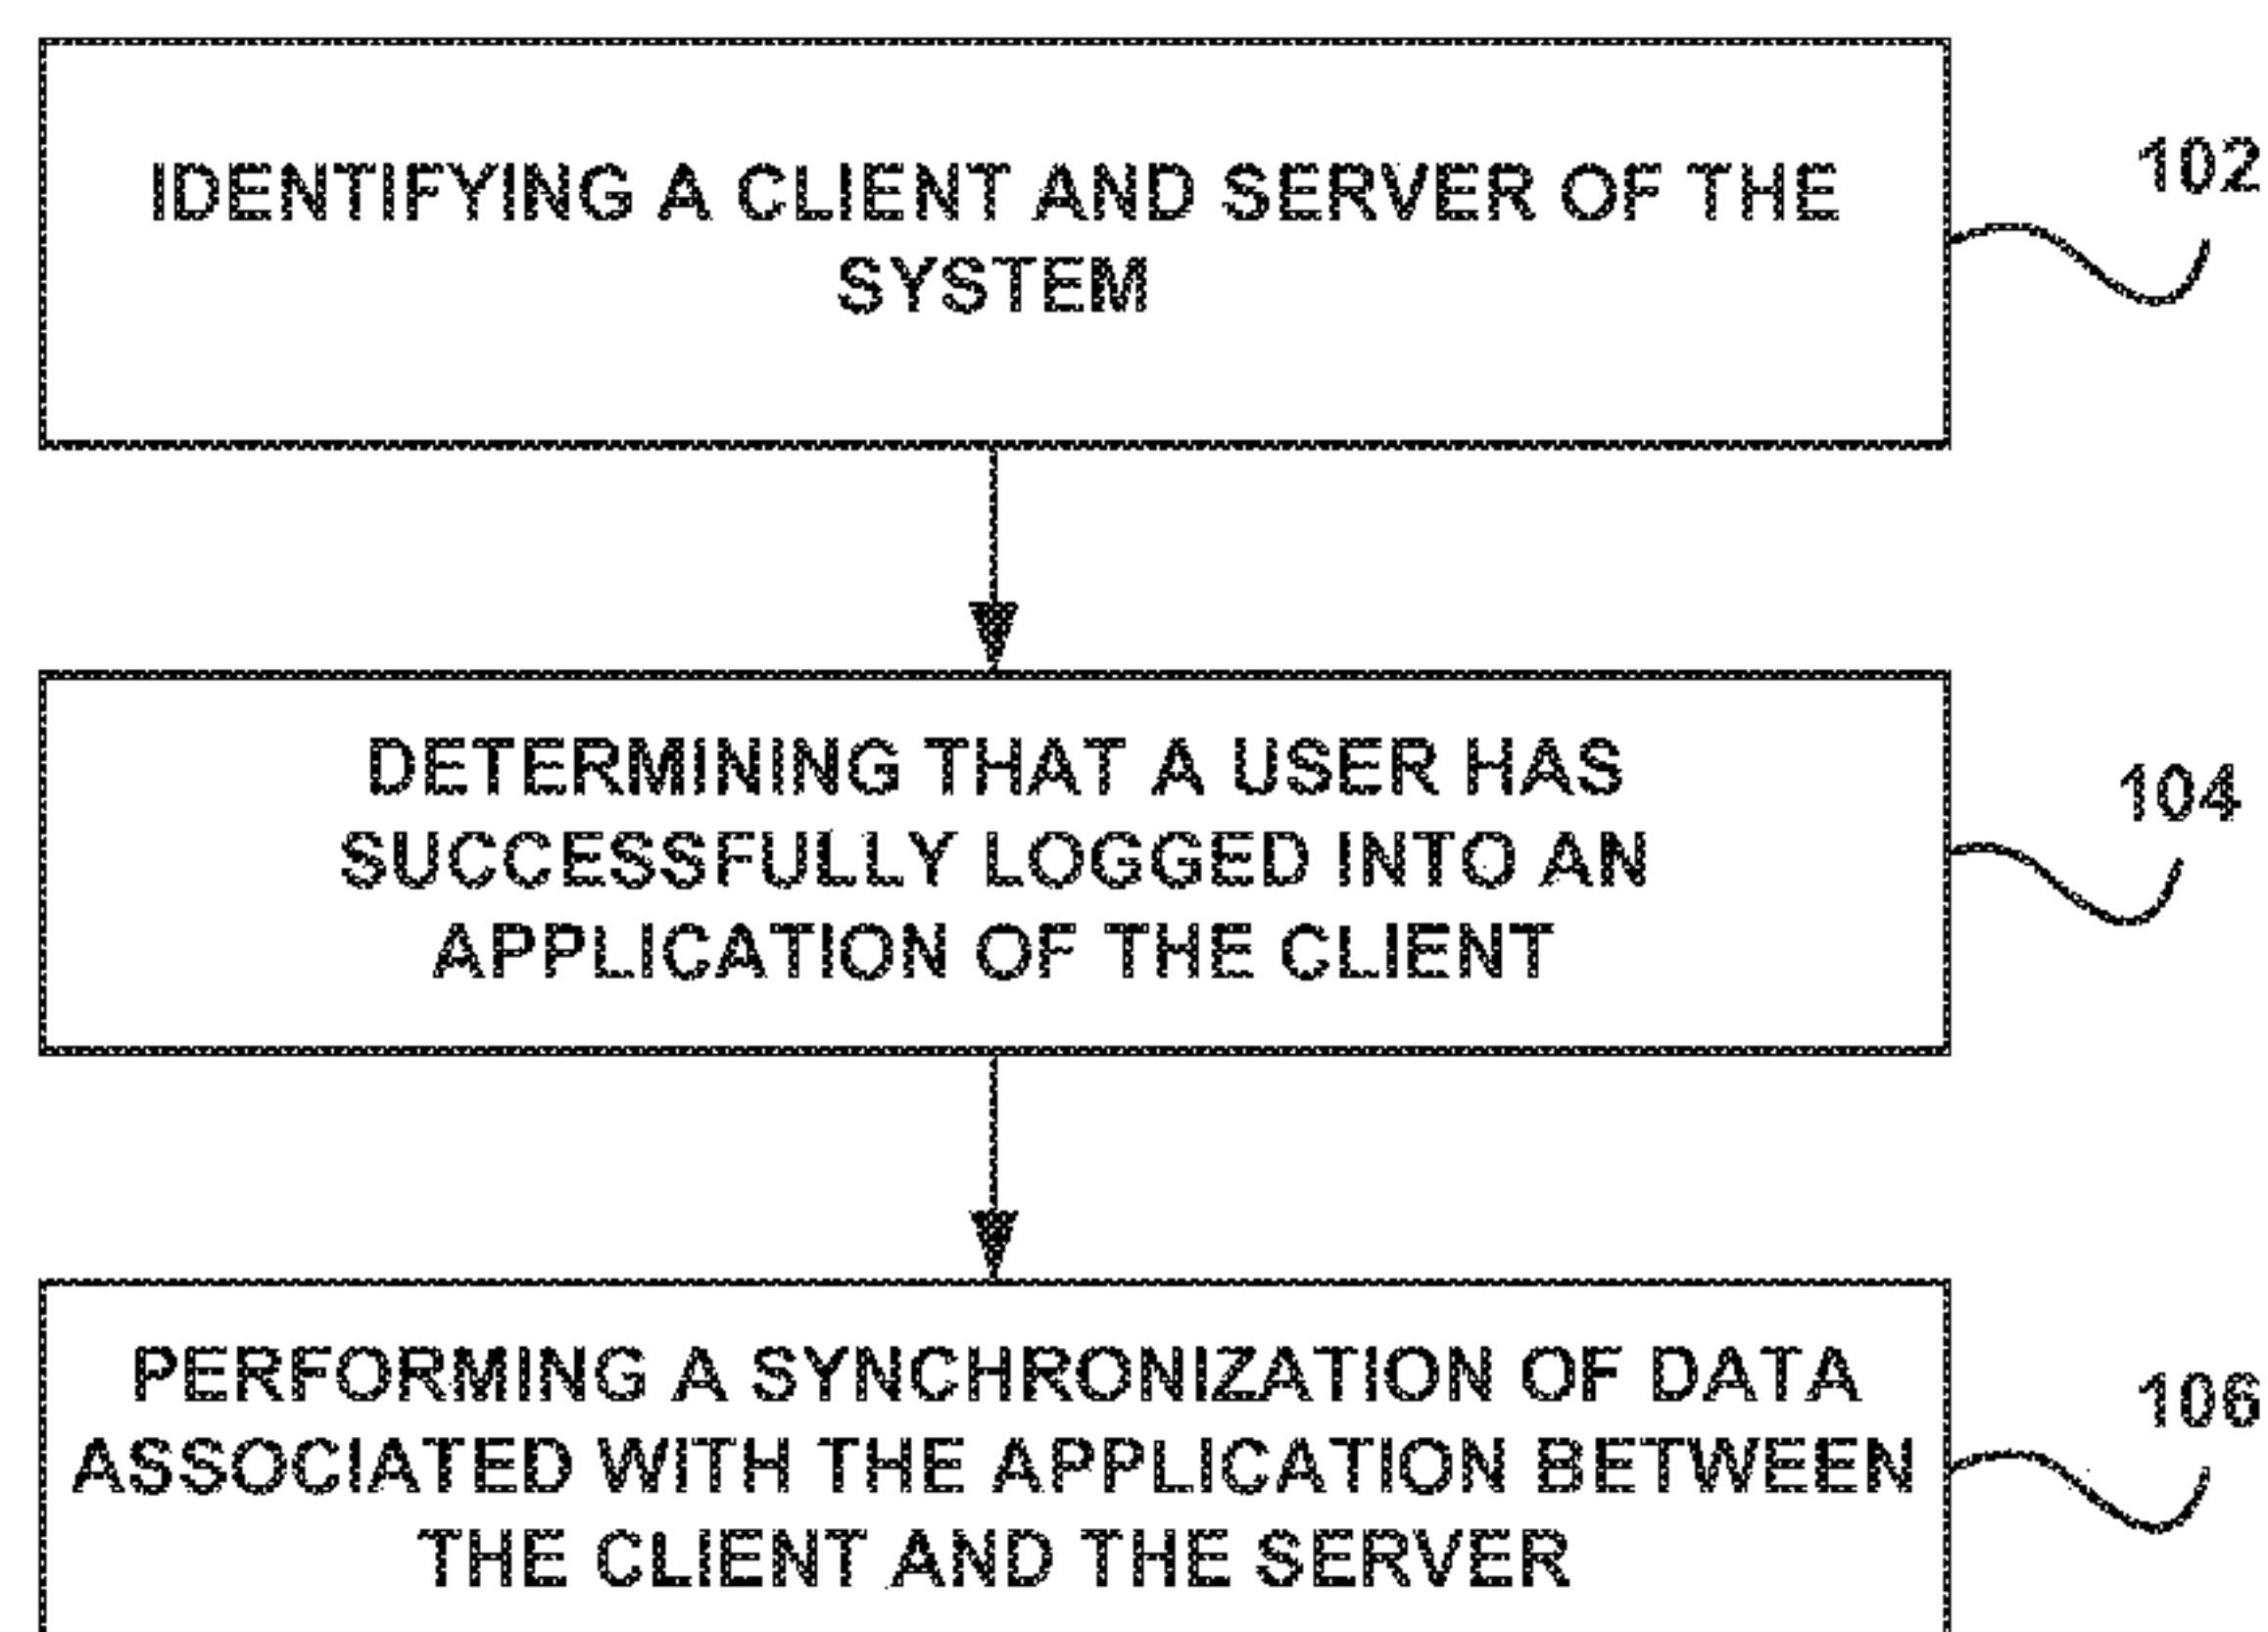 IDENTIFYING A CLIENT AND SERVER OF THE
SYSTEM
102
DETERMINING THAT A USER HAS
SUCCESSFULLY LOGGED INTO AN
APPLICATION OF THE CLIENT
104
PERFORMING A SYNCHRONIZATION OF DATA
ASSOCIATED WITH THE APPLICATION BETWEEN
THE CLIENT AND THE SERVER
106